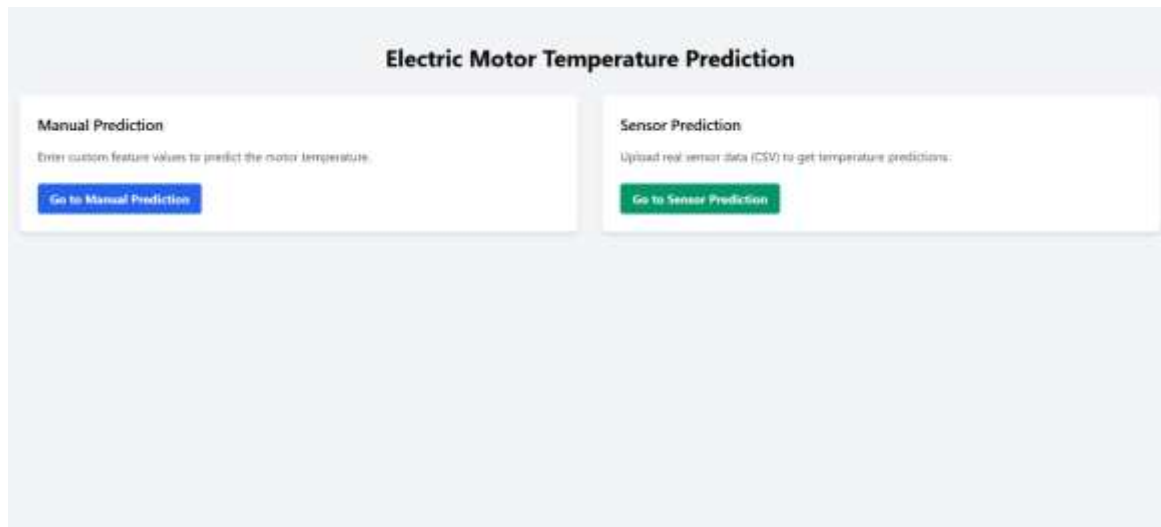 Electric Motor Temperature Prediction
Manual Prediction
Enter custom feature values to predict the motor temperature.
Go to Manual Prediction
Sensor Prediction
Upload real sensor data (CSV) to get temperature predictions.
Go to Sensor Prediction